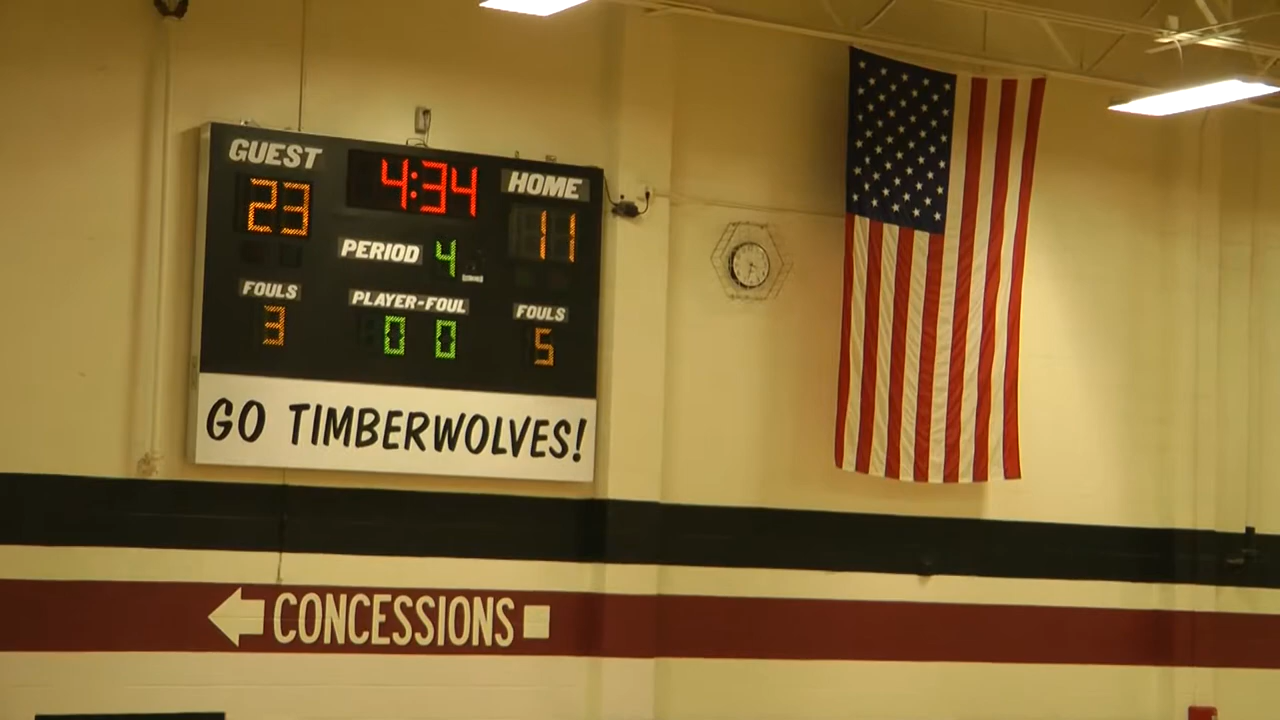 GUEST 4:34 HOME
23 11
PERIOD 4
FOULS PLAYER-FOUL FOULS
3 0 0 5
GO TIMBERWOLVES!
CONCESSIONS